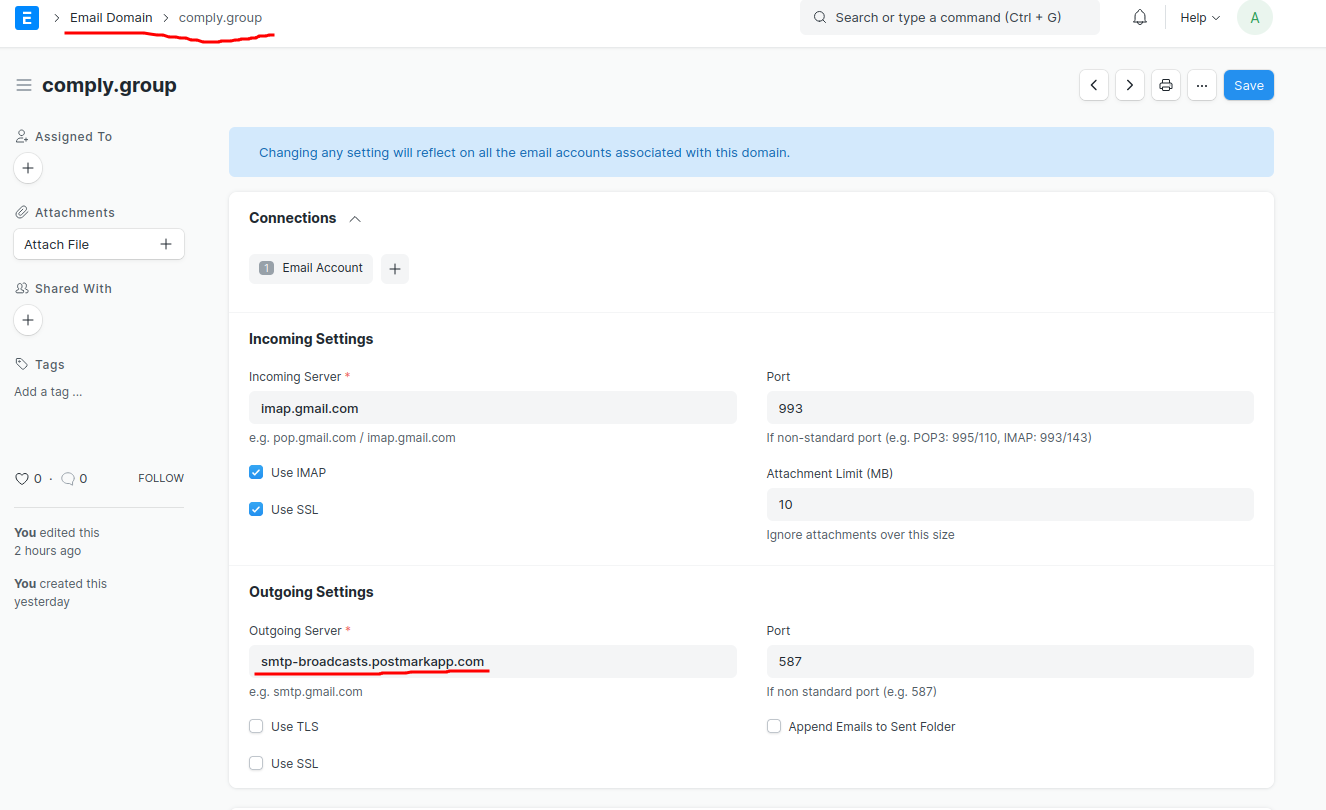 E
Email Domain
comply.group
Search or type a command (Ctrl + G)
Help
A
comply.group
Save
Assigned To
Attachments
Attach File
Shared With
Tags
Add a tag ...
0 · 0
FOLLOW
You edited this
2 hours ago
You created this
yesterday
Changing any setting will reflect on all the email accounts associated with this domain.
Connections
1 Email Account
Incoming Settings
Incoming Server *
imap.gmail.com
e.g. pop.gmail.com / imap.gmail.com
Use IMAP
Use SSL
Port
993
If non-standard port (e.g. POP3: 995/110, IMAP: 993/143)
Attachment Limit (MB)
10
Ignore attachments over this size
Outgoing Settings
Outgoing Server *
smtp-broadcasts.postmarkapp.com
e.g. smtp.gmail.com
Use TLS
Use SSL
Port
587
If non standard port (e.g. 587)
Append Emails to Sent Folder